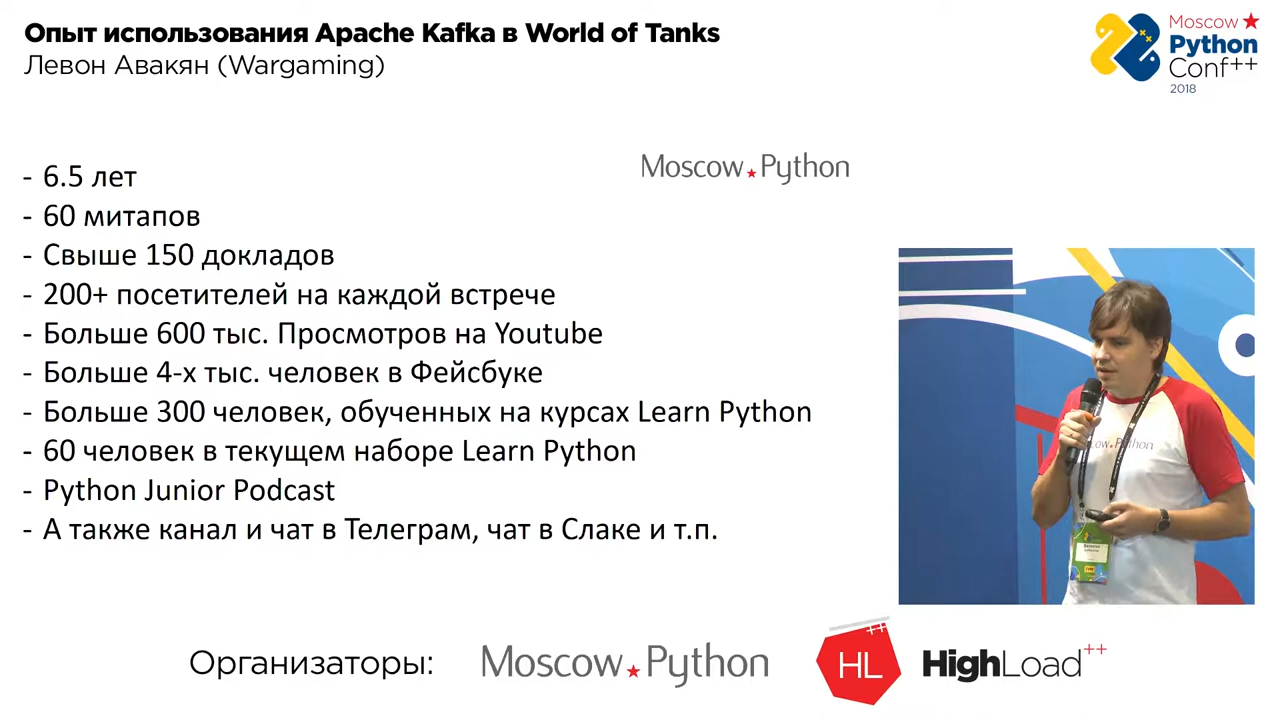 Опыт использования Apache Kafka в World of Tanks
Левон Авакян (Wargaming)
Moscow
Python
Conf++
2018
Moscow Python
- 6.5 лет
- 60 митапов
- Свыше 150 докладов
- 200+ посетителей на каждой встрече
- Больше 600 тыс. Просмотров на Youtube
- Больше 4-х тыс. человек в Фейсбуке
- Больше 300 человек, обученных на курсах Learn Python
- 60 человек в текущем наборе Learn Python
- Python Junior Podcast
- А также канал и чат в Телеграм, чат в Слаке и т.п.
Организаторы:
Moscow Python
HL++
HighLoad++